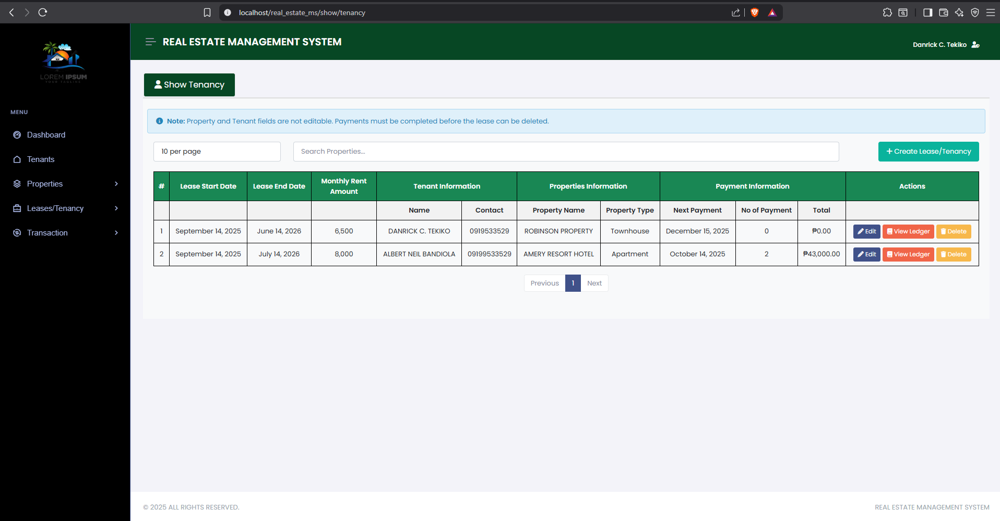 localhost/real_estate_ms/show/tenancy
REAL ESTATE MANAGEMENT SYSTEM
Danrick C. Tekiko
LOREM IPSUM
YOUR TAGLINE
MENU
Dashboard
Tenants
Properties
Leases/Tenancy
Transaction
Show Tenancy
Note: Property and Tenant fields are not editable. Payments must be completed before the lease can be deleted.
10 per page
Search Properties...
+ Create Lease/Tenancy
# Lease Start Date Lease End Date Monthly Rent Amount Tenant Information Properties Information Payment Information Actions
Name Contact Property Name Property Type Next Payment No of Payment Total
1 September 14, 2025 June 14, 2026 6,500 DANRICK C. TEKIKO 0919533529 ROBINSON PROPERTY Townhouse December 15, 2025 0 ₱0.00 Edit View Ledger Delete
2 September 14, 2025 July 14, 2026 8,000 ALBERT NEIL BANDIOLA 09199533529 AMERY RESORT HOTEL Apartment October 14, 2025 2 ₱43,000.00 Edit View Ledger Delete
Previous 1 Next
© 2025 ALL RIGHTS RESERVED.
REAL ESTATE MANAGEMENT SYSTEM